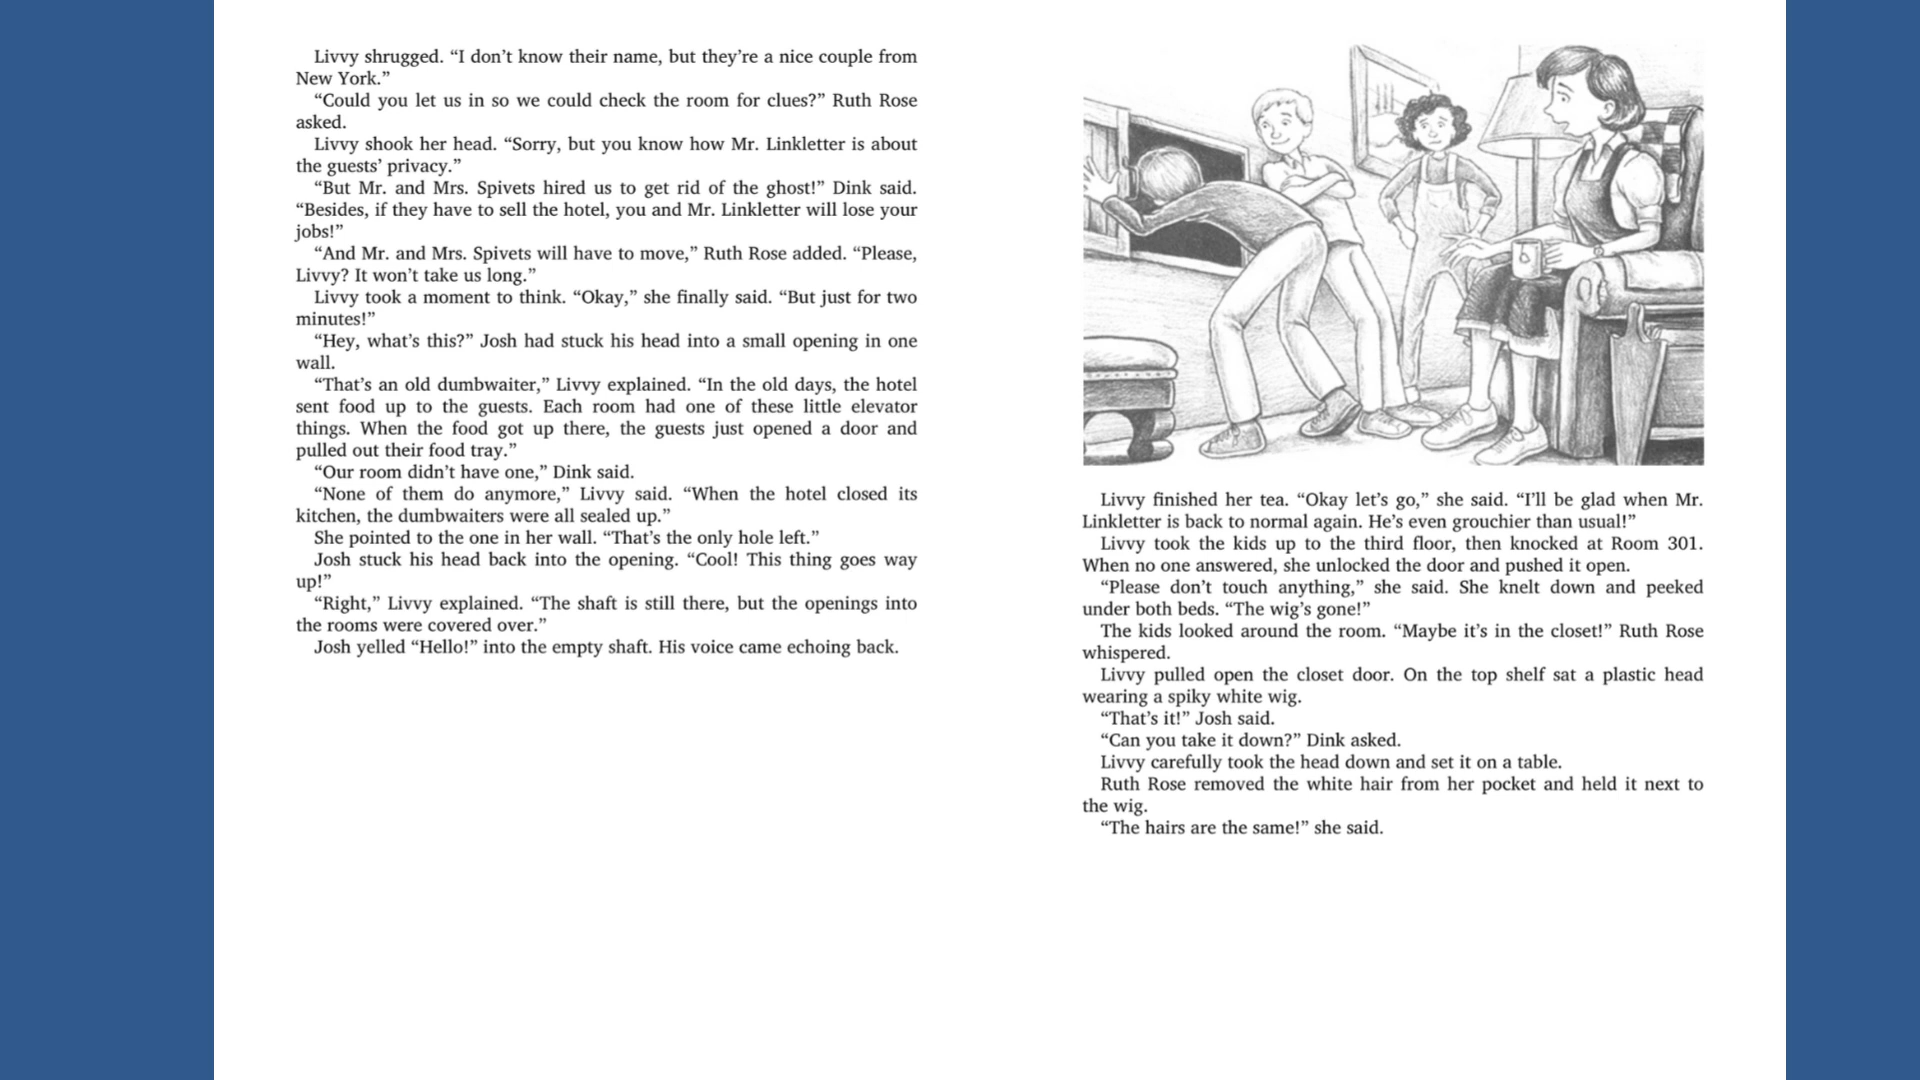 Livvy shrugged. “I don’t know their name, but they’re a nice couple from
New York.”
“Could you let us in so we could check the room for clues?” Ruth Rose
asked.
Livvy shook her head. “Sorry, but you know how Mr. Linkletter is about
the guests’ privacy.”
“But Mr. and Mrs. Spivets hired us to get rid of the ghost!” Dink said.
“Besides, if they have to sell the hotel, you and Mr. Linkletter will lose your
jobs!”
“And Mr. and Mrs. Spivets will have to move,” Ruth Rose added. “Please,
Livvy? It won’t take us long.”
Livvy took a moment to think. “Okay,” she finally said. “But just for two
minutes!”
“Hey, what’s this?” Josh had stuck his head into a small opening in one
wall.
“That’s an old dumbwaiter,” Livvy explained. “In the old days, the hotel
sent food up to the guests. Each room had one of these little elevator
things. When the food got up there, the guests just opened a door and
pulled out their food tray.”
“Our room didn’t have one,” Dink said.
“None of them do anymore,” Livvy said. “When the hotel closed its
kitchen, the dumbwaiters were all sealed up.”
She pointed to the one in her wall. “That’s the only hole left.”
Josh stuck his head back into the opening. “Cool! This thing goes way
up!”
“Right,” Livvy explained. “The shaft is still there, but the openings into
the rooms were covered over.”
Josh yelled “Hello!” into the empty shaft. His voice came echoing back.
Livvy finished her tea. “Okay let’s go,” she said. “I’ll be glad when Mr.
Linkletter is back to normal again. He’s even grouchier than usual!”
Livvy took the kids up to the third floor, then knocked at Room 301.
When no one answered, she unlocked the door and pushed it open.
“Please don’t touch anything,” she said. She knelt down and peeked
under both beds. “The wig’s gone!”
The kids looked around the room. “Maybe it’s in the closet!” Ruth Rose
whispered.
Livvy pulled open the closet door. On the top shelf sat a plastic head
wearing a spiky white wig.
“That’s it!” Josh said.
“Can you take it down?” Dink asked.
Livvy carefully took the head down and set it on a table.
Ruth Rose removed the white hair from her pocket and held it next to
the wig.
“The hairs are the same!” she said.